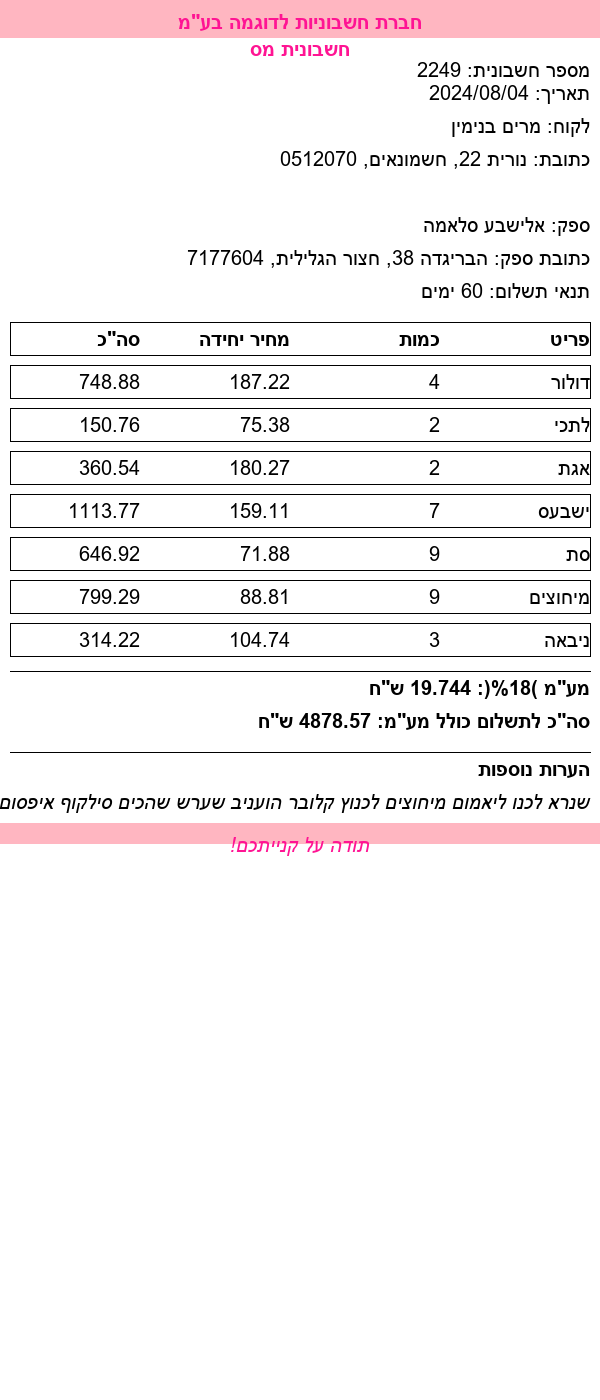 חברת חשבוניות לדוגמה בע"מ
חשבונית מס
מספר חשבונית: 2249
תאריך: 2024/08/04
לקוח: מרים בנימין
כתובת: נורית 22, חשמונאים, 0512070
ספק: אלישבע סלאמה
כתובת ספק: הבריגדה 38, חצור הגלילית, 7177604
תנאי תשלום: 60 ימים
פריט כמות מחיר יחידה סה"כ
דולור 4 187.22 748.88
לתכי 2 75.38 150.76
אגת 2 180.27 360.54
ישבעס 7 159.11 1113.77
סת 9 71.88 646.92
מיחוצים 9 88.81 799.29
ניבאה 3 104.74 314.22
מע"מ )18%(: 19.744 ש"ח
סה"כ לתשלום כולל מע"מ: 4878.57 ש"ח
הערות נוספות
שנרא לכנו ליאמום מיחוצים לכנוץ קלובר הועניב שערש שהכים סילקוף איפסום
תודה על קנייתכם!